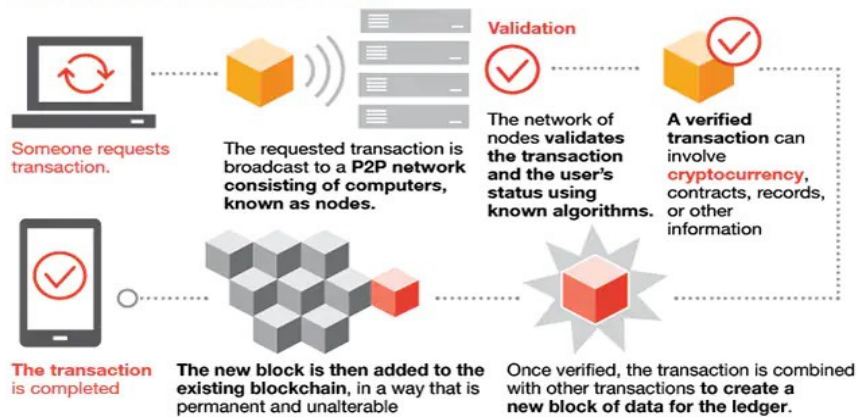 Someone requests
transaction.
The requested transaction is
broadcast to a P2P network
consisting of computers,
known as nodes.
Validation
The network of
nodes validates
the transaction
and the user's
status using
known algorithms.
A verified
transaction can
involve
cryptocurrency,
contracts, records,
or other
information
Once verified, the transaction is combined
with other transactions to create a
new block of data for the ledger.
The new block is then added to the
existing blockchain, in a way that is
permanent and unalterable
The transaction
is completed